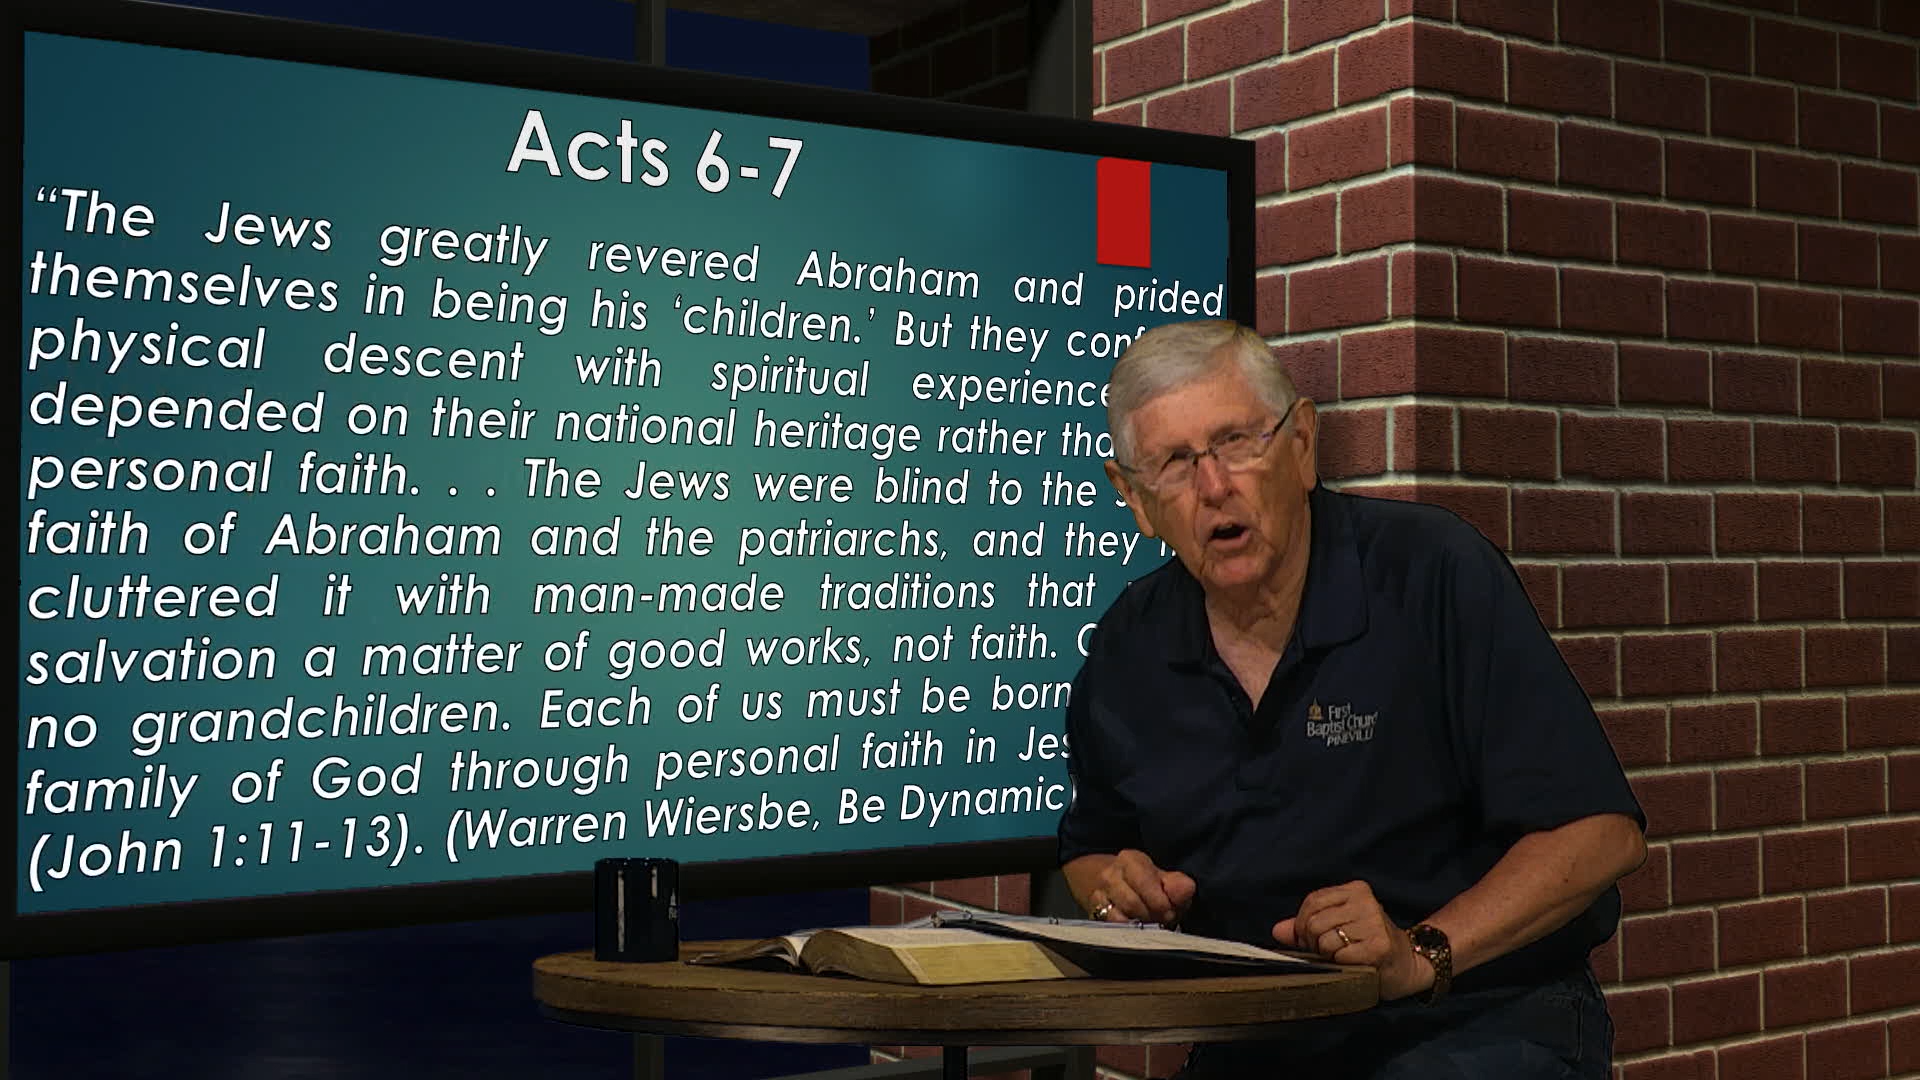 Acts 6-7
“The Jews greatly revered Abraham and prided
themselves in being his ‘children.’ But they
physical descent with spiritual
depended on their national heritage rather
personal faith. . . The Jews were blind to the
faith of Abraham and the patriarchs, and they
cluttered it with man-made traditions that
salvation a matter of good works, not faith.
no grandchildren. Each of us must be born
family of God through personal faith in
(John 1:11-13). (Warren Wiersbe, Be Dynamic
First
Baptist Church
PINEVILLE